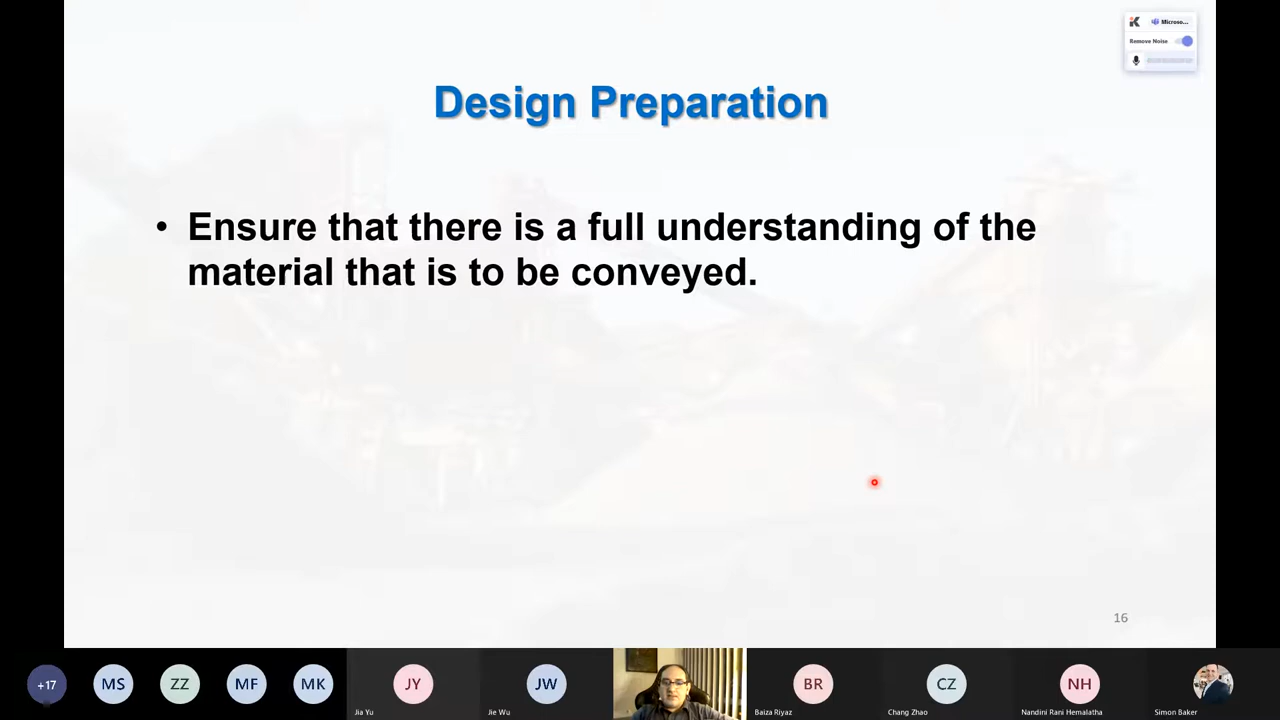 Microso...
Remove Noise
Design Preparation
• Ensure that there is a full understanding of the
material that is to be conveyed.
16
+17
MS
ZZ
MF
MK
JY
JW
BR
CZ
NH
Jia Yu
Jie Wu
Baiza Riyaz
Chang Zhao
Nandini Rani Hemalatha
Simon Baker